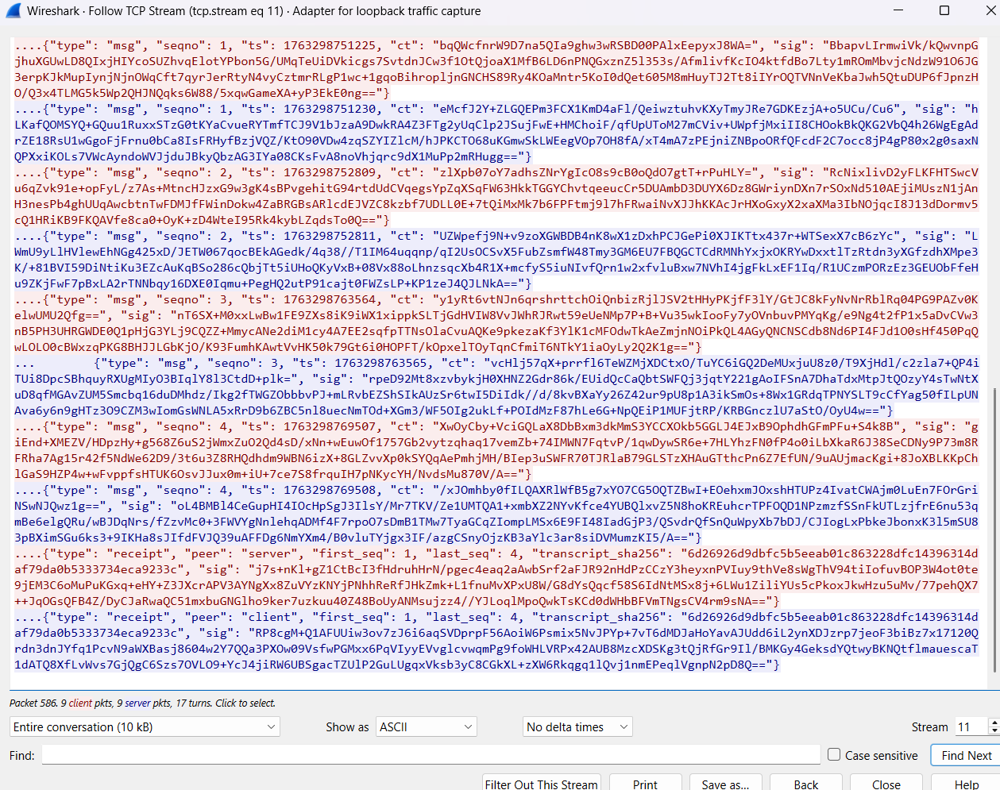 Wireshark · Follow TCP Stream (tcp.stream eq 11) · Adapter for loopback traffic capture
....{"type": "msg", "seqno": 1, "ts": 1763298751225, "ct": "bqQWcfnrW9D7na5QIa9ghw3wRSBD00PAlxEepyxJ8WA=", "sig": "BbapvLIrmwiVk/kQwvnpG
jhuXGUwLD8QIxjHIYcoSUZhvqElotYPbon5G/UMqTeUiDVkicgs7SvtdnJCw3f1OtQjoaX1MfB6LD6nPNQGxznZ5l353s/AfmlivfKcIO4ktfdBo7Lty1mROmMbvjcNdzW91O6JG
3erpKJkMupIynjNjnOWqCft7qyrJerRtyN4vyCztmrRLgP1wc+1gqoBihropljnGNCHS89Ry4KOaMntr5KoI0dQet605M8mHuyTJ2Tt8iIYrOQTVNnVeKbaJwh5QtuDUP6fJpnzH
O/Q3x4TLMG5k5Wp2QHJNQqks6W88/5xqwGameXA+yP3EkE0ng=="}
....{"type": "msg", "seqno": 1, "ts": 1763298751230, "ct": "eMcfJ2Y+ZLGQEPm3FCX1KmD4aFl/QeiwztuhvKXyTmyJRe7GDKEzjA+o5UCu/Cu6", "sig": "h
LKafQOMSYQ+GQuu1RuxxSTzG0tKYaCvueRYTmfTCJ9V1bJzaA9DwkRA4Z3FTg2yUqClp2JSujFwE+HMChoiF/qfUpUToM27mCViv+UWpfjMxiII8CHOokBkQKG2VbQ4h26WgEgAd
rZE18RsU1wGgoFjFrnu0bCa8IsFRHyfBzjVQZ/KtO90VDw4zqSZYIZlcM/hJPKCTO68uKGmwSkLWEegVOp7OH8fA/xT4mA7zPEjniZNBpoORfQFcdF2C7occ8jP4gP80x2g0saxN
QPXxiKOLs7VWcAyndoWVJjduJBkyQbzAG3IYa08CKsFvA8noVhjqrc9dX1MuPp2mRHugg=="}
....{"type": "msg", "seqno": 2, "ts": 1763298752809, "ct": "zlXpb07oY7adhsZNrYgIcO8s9cB0oQdO7gtT+rPuHLY=", "sig": "RcNixlivD2yFLKFHTSwcV
u6qZvk91e+opFyL/z7As+MtncHJzxG9w3gK4sBPvgehitG94rtdUdCVqegsYpZqXSqFW63HkkTGGYChvtqeeucCr5DUAmbD3DUYX6Dz8GWriynDXn7rSOxNd510AEjiMUszN1jAn
H3nesPb4ghUUqAwcbtnTwFDMJfFWinDokw4ZaBRGBsARlcdEJVZC8kzbf7UDLL0E+7tQiMxMk7b6FPFtmj9l7hFRwaiNvXJJhKKAcJrHXoGxyX2xaXMa3IbNOjqcI8J13dDormv5
cQ1HRiKB9FKQAVfe8ca0+OyK+zD4WteI95Rk4kybLZqdsTo0Q=="}
....{"type": "msg", "seqno": 2, "ts": 1763298752811, "ct": "UZWpefj9N+v9zoXGWBDB4nK8wX1zDxhPCJGePi0XJIKTtx437r+WTSexX7cB6zYc", "sig": "L
WmU9yLlHVlewEhNGg425xD/JETW067qocBEkAGedk/4q38//T1IM64uqqnp/qI2UsOCSvX5FubZsmfW48Tmy3GM6EU7FBQGCTCdRMNhYxjxOKRYwDxxtlTzRtdn3yXGfzdhXMpe3
K/+81BVI59DiNtiKu3EZcAuKqBSo286cQbjTt5iUHoQKyVxB+08Vx88oLhnzsqcXb4R1X+mcfyS5iuNIvfQrn1w2xfvluBxw7NVhI4jgFkLxEF1Iq/R1UCzmPORzEz3GEUObFfeH
u9ZKjFwF7pBxLA2rTNNbqy16DXE0Iqmu+PegHQ2utP91cajt0FWZsLP+KP1zeJ4QJLNkA=="}
....{"type": "msg", "seqno": 3, "ts": 1763298763564, "ct": "y1yRt6vtNJn6qrshrttchOiQnbizRjlJSV2tHHyPKjfF3lY/GtJC8kFyNvNrRblRq04PG9PAZv0K
elwUMU2Qfg==", "sig": "nT6SX+M0xxLwBw1FE9ZXs8iK9iWX1xippkSLTjGdHVIW8VvJWhRJRwt59eUeNMp7P+B+Vu35wkIooFy7yOVnbuvPMYqKg/e9Ng4t2fP1x5aDvCVw3
nB5PH3UHRGWDE0Q1pHjG3YLj9CQZZ+MmycANe2diM1cy4A7EE2sqfpTTNsOlaCvuAQKe9pkezaKf3YlK1cMFOdwTkAeZmjnNOiPkQL4AGyQNCNSCdb8Nd6PI4FJd1O0sHf450PqQ
wLOLO0cBWxzqPKG8BHJJLGbKjO/K93FumhKAwtVvHK50k79Gt6i0HOPFT/kOpxelTOyTqnCfmiT6NTkY1iaOyLy2Q2K1g=="}
...	{"type": "msg", "seqno": 3, "ts": 1763298763565, "ct": "vcHlj57qX+prrfl6TeWZMjXDCtxO/TuYC6iGQ2DeMUxjuU8z0/T9XjHdl/c2zla7+QP4i
TUi8DpcSBhquyRXUgMIyO3BIqlY8l3CtdD+plk=", "sig": "rpeD92Mt8xzvbykjH0XHNZ2Gdr86k/EUidQcCaQbtSWFQj3jqtY221gAoIFSnA7DhaTdxMtpJtQOzyY4sTwNtX
uD8qfMGAvZUM5Smcbq16duDMhdz/Ikg2fTWGZObbbvPJ+mLRvbEZShSIkAUzSr6twI5DiIdk//d/8kvBXaYy26Z42ur9pU8p1A3ikSmOs+8Wx1GRdqTPNYSLT9cCfYag50fILpUN
Ava6y6n9gHTz3O9CZM3wIomGsWNLA5xRrD9b6ZBC5nl8uecNmTOd+XGm3/WF5OIg2ukLf+POIdMzF87hLe6G+NpQEiP1MUFjtRP/KRBGnczlU7aStO/OyU4w=="}
....{"type": "msg", "seqno": 4, "ts": 1763298769507, "ct": "XwOyCby+VciGQLaX8DbBxm3dkMmS3YCCXOkb5GGLJ4EJxB9OphdhGFmPFu+S4k8B", "sig": "g
iEnd+XMEZV/HDpzHy+g568Z6uS2jWmxZuO2Qd4sD/xNn+wEuwOf1757Gb2vytzqhaq17vemZb+74IMWN7FqtvP/1qwDywSR6e+7HLYhzFN0fP4o0iLbXkaR6J38SeCDNy9P73m8R
FRha7Ag15r42f5NdWe62D9/3t6u3Z8RHQdhdm9WBN6izX+8GLZvvXp0kSYQqAePmhjMH/BIep3uSWFR70TJRlaB79GLSTzXHAuGTthcPn6Z7EfUN/9uAUjmacKgi+8JoXBLKKpCh
lGaS9HZP4w+wFvppfsHTUK6OsvJJux0m+iU+7ce7S8frquIH7pNKycYH/NvdsMu870V/A=="}
....{"type": "msg", "seqno": 4, "ts": 1763298769508, "ct": "/xJOmhby0fILQAXRlWfB5g7xYO7CG5OQTZBwI+EOehxmJOxshHTUPz4IvatCWAjm0LuEn7FOrGri
NSwNJQwz1g==", "sig": "oL4BMBl4CeGupHI4IOcHpSgJ3IlsY/Mr7TKV/Ze1UMTQA1+xmbXZ2NYvKfce4YUBQlxvZ5N8hoKREuhcrTPFOQD1NPzmzfSSnFkUTLzjfrE6nu53q
mBe6elgQRu/wBJDqNrs/fZzvMc0+3FWVYgNnlehqADMf4F7rpoO7sDmB1TMw7TyaGCqZIompLMSx6E9FI48IadGjP3/QSvdrQfSnQuWpyXb7bDJ/CJIogLxPbkeJbonxK3l5mSU8
3pBXimSGu6ks3+9IKHa8sJIfdFVJQ39uAFFDg6NmYXm4/B0vluTYjgx3IF/azgCSnyOjzKB3aYlc3ar8siDVMumzKI5/A=="}
....{"type": "receipt", "peer": "server", "first_seq": 1, "last_seq": 4, "transcript_sha256": "6d26926d9dbfc5b5eeab01c863228dfc14396314d
af79da0b5333734eca9233c", "sig": "j7s+nKl+gZ1CtBcI3fHdruhHrN/pgec4eaq2aAwbSrf2aFJR92nHdPzCCzY3heyxnPVIuy9thVe8sWgThV94tiIofuvBOP3W4ot0te
9jEM3C6oMuPuKGxq+eHY+Z3JXcrAPV3AYNgXx8ZuVYzKNYjPNhhReRfJHkZmk+L1fnuMvXPxU8W/G8dYsQqcf58S6IdNtMSx8j+6LWu1ZiliYUs5cPkoxJkwHzu5uMv/77pehQX7
++JqOGsQFB4Z/DyCJaRwaQC51mxbuGNGlho9ker7uzkuu40Z48BoUyANMsujzz4//YJLoqlMpoQwkTsKCd0dWHbBFVmTNgsCV4rm9sNA=="}
....{"type": "receipt", "peer": "client", "first_seq": 1, "last_seq": 4, "transcript_sha256": "6d26926d9dbfc5b5eeab01c863228dfc14396314d
af79da0b5333734eca9233c", "sig": "RP8cgM+Q1AFUUiw3ov7zJ6i6aqSVDprpF56AoiW6Psmix5NvJPYp+7vT6dMDJaHoYavAJUdd6iL2ynXDJzrp7jeoF3biBz7x17120Q
rdn3dnJYfq1PcvN9aWXBasj8604w2Y7QQa3PXOw09VsfwPGMxx6PqVIyyEVvglcvwqmPg9foWHLVRPx42AUB8MzcXDSKg3tQjRfGr9Il/BMKGy4GeksdYQtwyBKNQtflmauescaT
1dATQ8XfLvWvs7GjQgC6Szs7OVLO9+YcJ4jiRW6UBSgacTZUlP2GuLUgqxVksb3yC8CGkXL+zXW6Rkqgq1lQvj1nmEPeqlVgnpN2pD8Q=="}
Packet 586. 9 client pkts, 9 server pkts, 17 turns. Click to select.
Entire conversation (10 kB)
Show as
ASCII
No delta times
Stream
11
Find:
Case sensitive
Find Next
Filter Out This Stream
Print
Save as...
Back
Close
Help